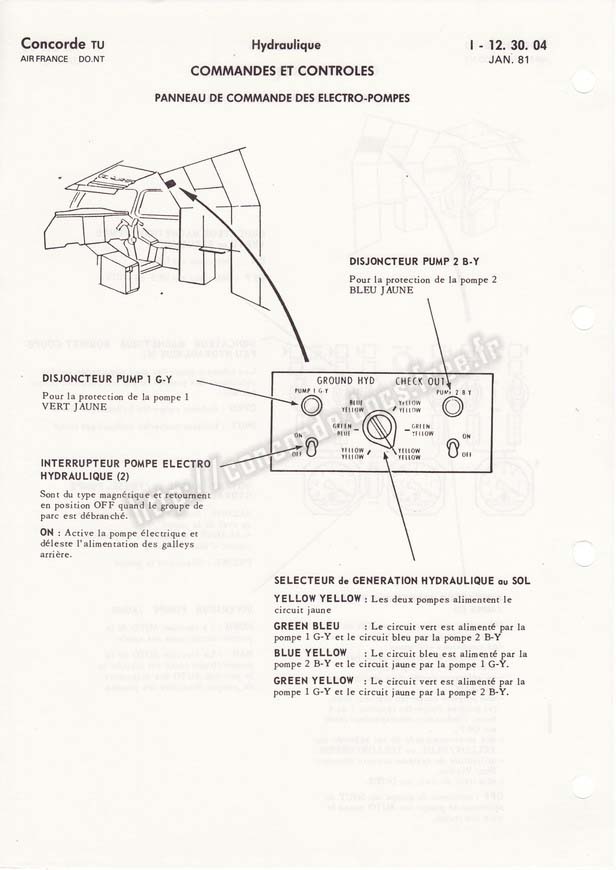 Concorde TU
AIR FRANCE DO.NT
Hydraulique
I - 12. 30. 04
JAN. 81
COMMANDES ET CONTROLES
PANNEAU DE COMMANDE DES ELECTRO-POMPES
DISJONCTEUR PUMP 2 B-Y
Pour la protection de la pompe 2
BLEU JAUNE
DISJONCTEUR PUMP 1 G-Y
Pour la protection de la pompe 1
VERT JAUNE
INTERRUPTEUR POMPE ELECTRO
HYDRAULIQUE (2)
Sont du type magnétique et retournent
en position OFF quand le groupe de
parc est débranché.
ON : Active la pompe électrique et
déleste l'alimentation des galleys
arrière.
GROUND HYD CHECK OUT
PUMP 1 G Y
PUMP 2 B Y
BLUE
YELLOW
YELLOW
YELLOW
GREEN
BLUE
GREEN
YELLOW
YELLOW
YELLOW
YELLOW
YELLOW
ON
OFF
ON
OFF
SELECTEUR de GENERATION HYDRAULIQUE au SOL
YELLOW YELLOW : Les deux pompes alimentent le
circuit jaune
GREEN BLEU : Le circuit vert est alimenté par la
pompe 1 G-Y et le circuit bleu par la pompe 2 B-Y
BLUE YELLOW : Le circuit bleu est alimenté par la
pompe 2 B-Y et le circuit jaune par la pompe 1 G-Y.
GREEN YELLOW : Le circuit vert est alimenté par la
pompe 1 G-Y et le circuit jaune par la pompe 2 B-Y.
http://concorde.docs.free.fr